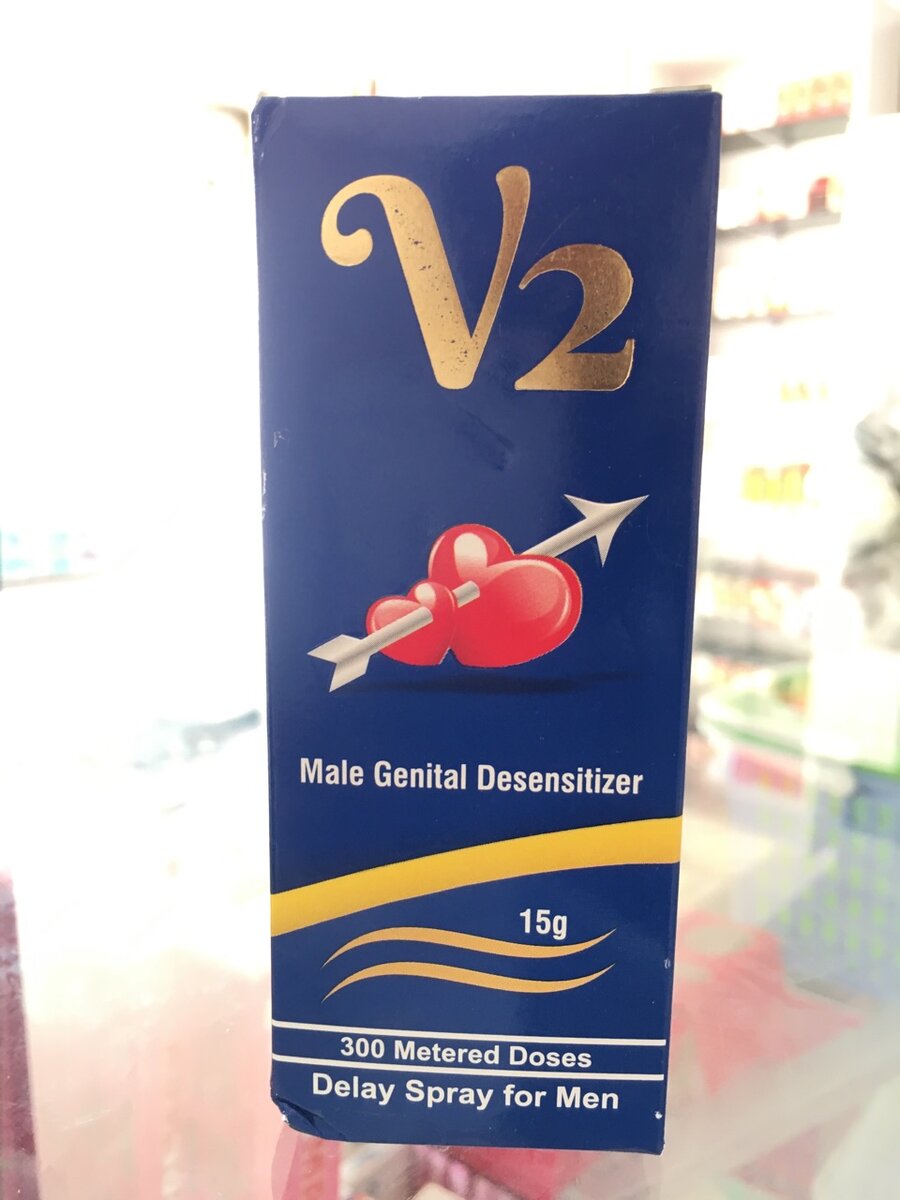 V2
Male Genital Desensitizer
15g
300 Metered Doses
Delay Spray for Men